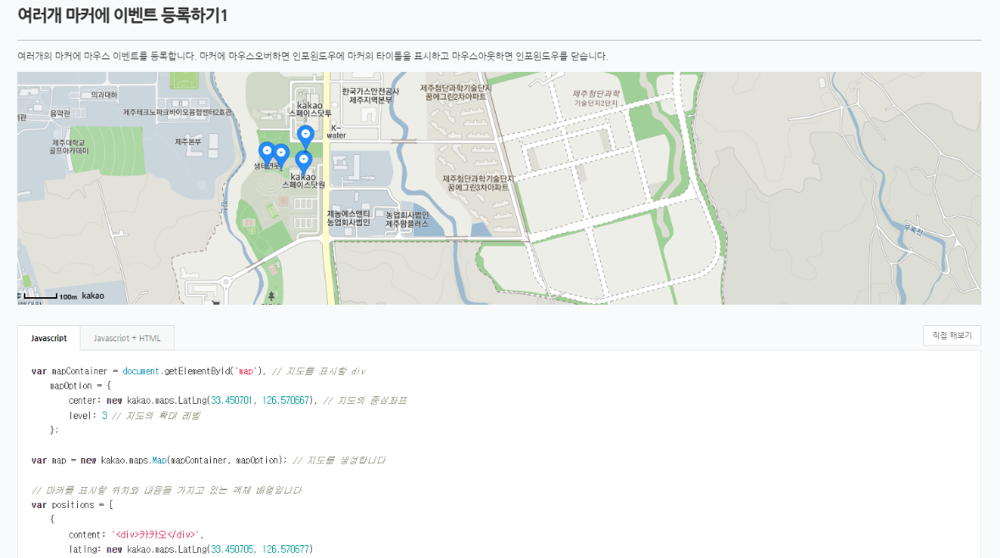 여러개 마커에 이벤트 등록하기1
여러개의 마커에 마우스 이벤트를 등록합니다. 마커에 마우스오버하면 인포윈도우에 마커의 타이틀을 표시하고 마우스아웃하면 인포윈도우를 닫습니다.
의과대학
음악관
제주테크노파크바이오융합센터2호관
제주대학교
골프아카데미
제주본부
kakao
스페이스닷투
한국가스안전공사
제주지역본부
K-
water
제주첨단과학기술단지
꿈에그린2차아파트
제주첨단과학
기술단지2단지
생태연못
kakao
스페이스닷원
제주첨단과학기술단지
꿈에그린3차아파트
제농에스앤티
농업회사법인
농업회사법인
제주팜플러스
무록천
100m kakao
Javascript
Javascript + HTML
직접 해보기
var mapContainer = document.getElementById('map'), // 지도를 표시할 div
mapOption = {
center: new kakao.maps.LatLng(33.450701, 126.570667), // 지도의 중심좌표
level: 3 // 지도의 확대 레벨
};
var map = new kakao.maps.Map(mapContainer, mapOption); // 지도를 생성합니다
// 마커를 표시할 위치와 내용을 가지고 있는 객체 배열입니다
var positions = [
{
content: '<div>카카오</div>',
latlng: new kakao.maps.LatLng(33.450705, 126.570677)